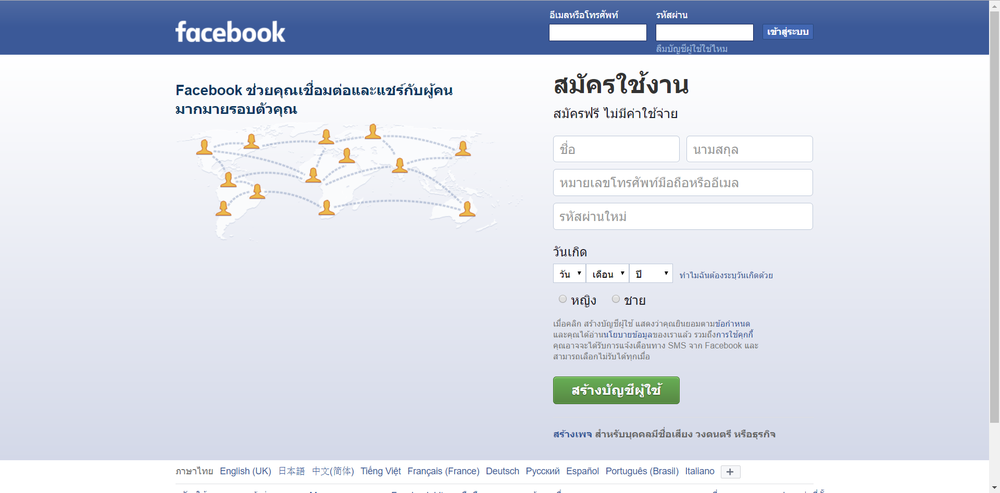 facebook
อีเมลหรือโทรศัพท์
รหัสผ่าน
เข้าสู่ระบบ
ลืมบัญชีผู้ใช้ใช่ไหม
Facebook ช่วยคุณเชื่อมต่อและแชร์กับผู้คน
มากมายรอบตัวคุณ
สมัครใช้งาน
สมัครฟรี ไม่มีค่าใช้จ่าย
ชื่อ
นามสกุล
หมายเลขโทรศัพท์มือถือหรืออีเมล
รหัสผ่านใหม่
วันเกิด
วัน
เดือน
ปี
ทำไมฉันต้องระบุวันเกิดด้วย
หญิง
ชาย
เมื่อคลิก สร้างบัญชีผู้ใช้ แสดงว่าคุณยินยอมตามข้อกำหนด
และคุณได้อ่านนโยบายข้อมูลของเราแล้ว รวมถึงการใช้คุกกี้
คุณอาจจะได้รับการแจ้งเตือนทาง SMS จาก Facebook และ
สามารถเลือกไม่รับได้ทุกเมื่อ
สร้างบัญชีผู้ใช้
สร้างเพจ สำหรับบุคคลมีชื่อเสียง วงดนตรี หรือธุรกิจ
ภาษาไทย English (UK) 日本語 中文(简体) Tiếng Việt Français (France) Deutsch Русский Español Português (Brasil) Italiano +